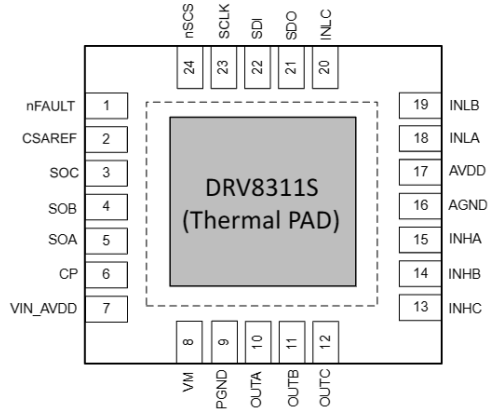 nSCS
SCLK
SDI
SDO
INLC
24
23
22
21
20
nFAULT 1
CSAREF 2
SOC 3
SOB 4
SOA 5
CP 6
VIN_AVDD 7
DRV8311S
(Thermal PAD)
19 INLB
18 INLA
17 AVDD
16 AGND
15 INHA
14 INHB
13 INHC
8
9
10
11
12
VM
PGND
OUTA
OUTB
OUTC